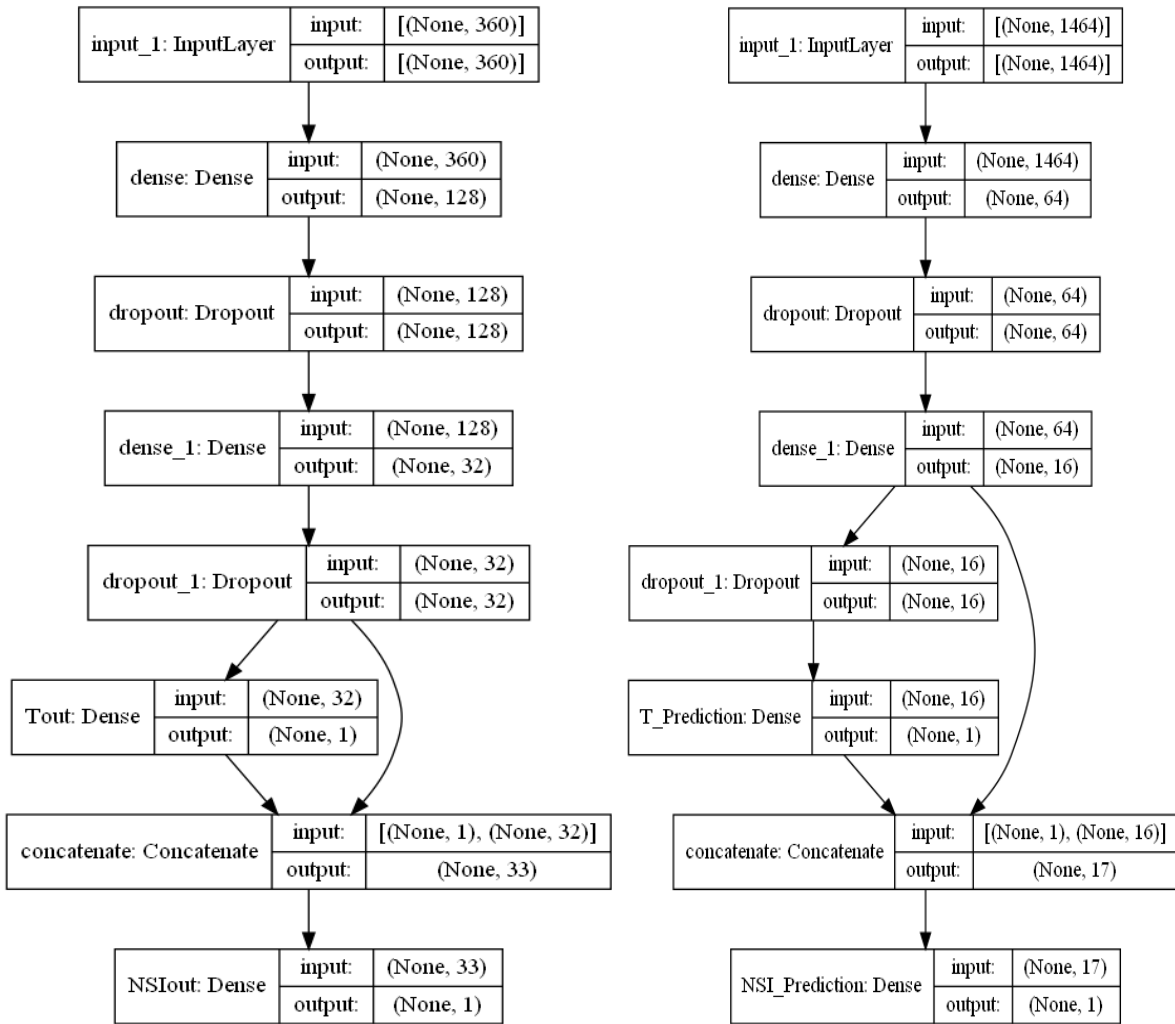 input_1: InputLayer
input: [(None, 360)]
output: [(None, 360)]
dense: Dense
input: (None, 360)
output: (None, 128)
dropout: Dropout
input: (None, 128)
output: (None, 128)
dense_1: Dense
input: (None, 128)
output: (None, 32)
dropout_1: Dropout
input: (None, 32)
output: (None, 32)
Tout: Dense
input: (None, 32)
output: (None, 1)
concatenate: Concatenate
input: [(None, 1), (None, 32)]
output: (None, 33)
NSIout: Dense
input: (None, 33)
output: (None, 1)
input_1: InputLayer
input: [(None, 1464)]
output: [(None, 1464)]
dense: Dense
input: (None, 1464)
output: (None, 64)
dropout: Dropout
input: (None, 64)
output: (None, 64)
dense_1: Dense
input: (None, 64)
output: (None, 16)
dropout_1: Dropout
input: (None, 16)
output: (None, 16)
T_Prediction: Dense
input: (None, 16)
output: (None, 1)
concatenate: Concatenate
input: [(None, 1), (None, 16)]
output: (None, 17)
NSI_Prediction: Dense
input: (None, 17)
output: (None, 1)